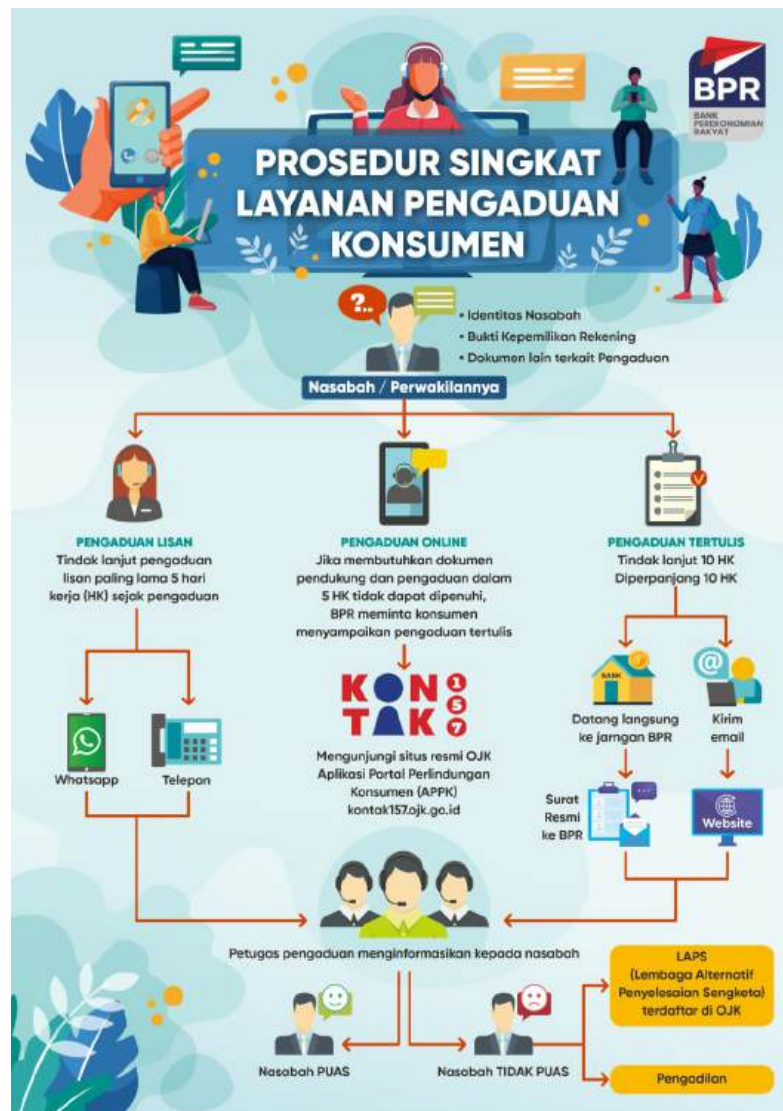 BPR
BANK
PEREKONOMIAN
RAKYAT
PROSEDUR SINGKAT
LAYANAN PENGADUAN
KONSUMEN
?..
• Identitas Nasabah
• Bukti Kepemilikan Rekening
• Dokumen lain terkait Pengaduan
Nasabah / Perwakilannya
PENGADUAN LISAN
Tindak lanjut pengaduan
lisan paling lama 5 hari
kerja (HK) sejak pengaduan
Whatsapp
Telepon
PENGADUAN ONLINE
Jika membutuhkan dokumen
pendukung dan pengaduan dalam
5 HK tidak dapat dipenuhi,
BPR meminta konsumen
menyampaikan pengaduan tertulis
KONTAK 157
Mengunjungi situs resmi OJK
Aplikasi Portal Perlindungan
Konsumen (APPK)
kontak157.ojk.go.id
PENGADUAN TERTULIS
Tindak lanjut 10 HK
Diperpanjang 10 HK
BANK
@
Datang langsung
ke jarngan BPR
Kirim
email
Surat
Resmi
ke BPR
Website
Petugas pengaduan menginformasikan kepada nasabah
Nasabah PUAS
Nasabah TIDAK PUAS
LAPS
(Lembaga Alternatif
Penyelesaian Sengketa)
terdaftar di OJK
Pengadilan